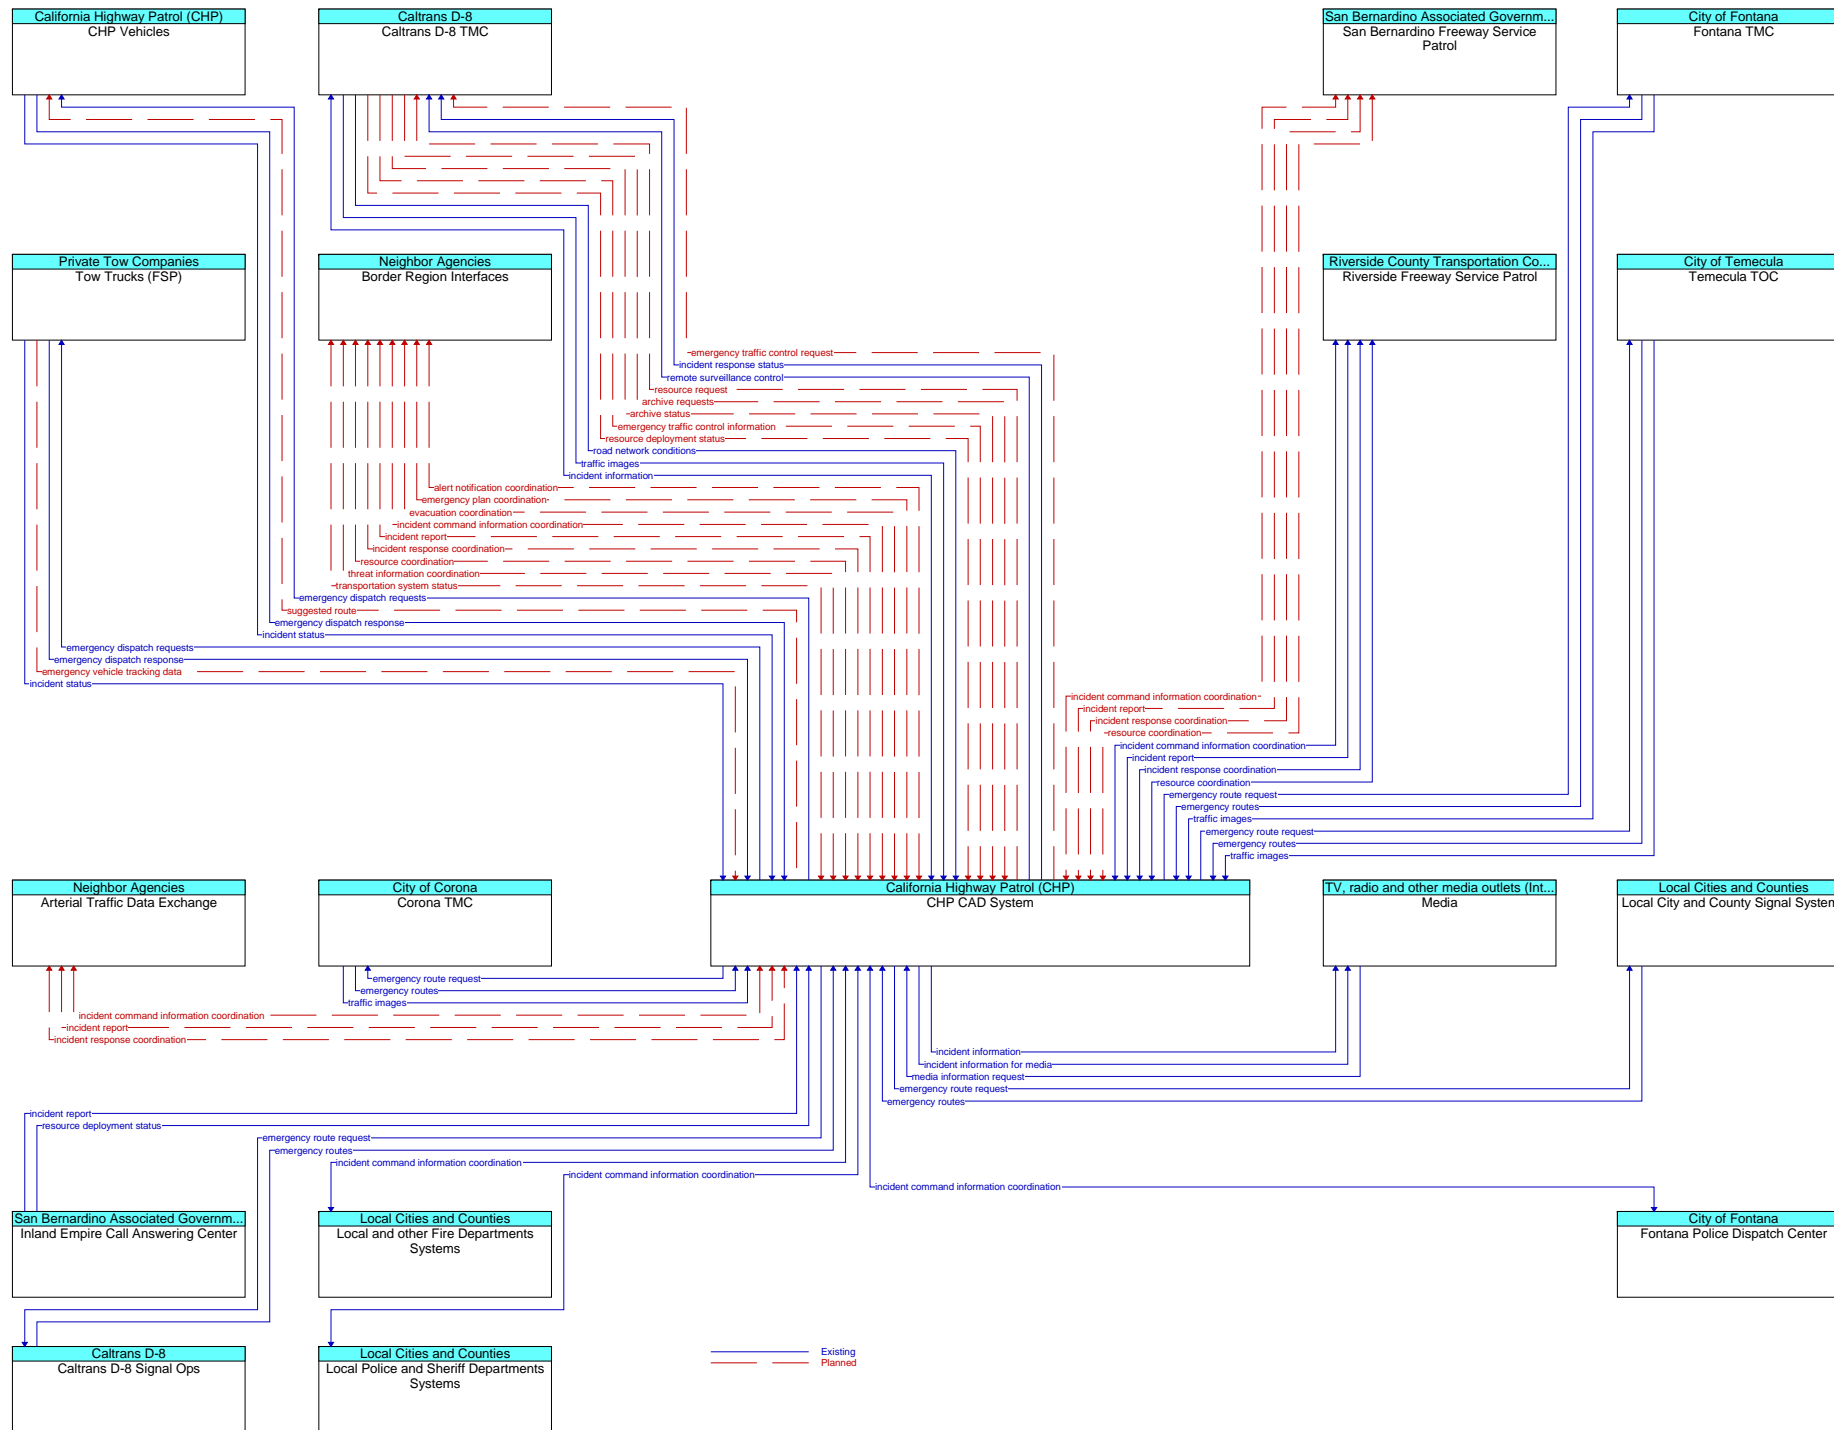 California Highway Patrol (CHP)
CHP Vehicles
Caltrans D-8
Caltrans D-8 TMC
San Bernardino Associated Governm...
San Bernardino Freeway Service
Patrol
City of Fontana
Fontana TMC
Private Tow Companies
Tow Trucks (FSP)
Neighbor Agencies
Border Region Interfaces
Riverside County Transportation Co...
Riverside Freeway Service Patrol
City of Temecula
Temecula TOC
emergency traffic control request
incident response status
remote surveillance control
resource request
archive requests
archive status
emergency traffic control information
resource deployment status
road network conditions
traffic images
incident information
alert notification coordination
emergency plan coordination
evacuation coordination
incident command information coordination
incident report
incident response coordination
resource coordination
threat information coordination
transportation system status
emergency dispatch requests
suggested route
emergency dispatch response
incident status
emergency dispatch requests
emergency dispatch response
emergency vehicle tracking data
incident status
incident command information coordination
incident report
incident response coordination
resource coordination
incident command information coordination
incident report
incident response coordination
resource coordination
emergency route request
emergency routes
traffic images
emergency route request
emergency routes
traffic images
Neighbor Agencies
Arterial Traffic Data Exchange
City of Corona
Corona TMC
California Highway Patrol (CHP)
CHP CAD System
TV, radio and other media outlets (Int...
Media
Local Cities and Counties
Local City and County Signal System
emergency route request
emergency routes
traffic images
incident command information coordination
incident report
incident response coordination
incident information
incident information for media
media information request
emergency route request
emergency routes
incident report
resource deployment status
emergency route request
emergency routes
incident command information coordination
incident command information coordination
incident command information coordination
San Bernardino Associated Governm...
Inland Empire Call Answering Center
Local Cities and Counties
Local and other Fire Departments
Systems
City of Fontana
Fontana Police Dispatch Center
Caltrans D-8
Caltrans D-8 Signal Ops
Local Cities and Counties
Local Police and Sheriff Departments
Systems
Existing
Planned